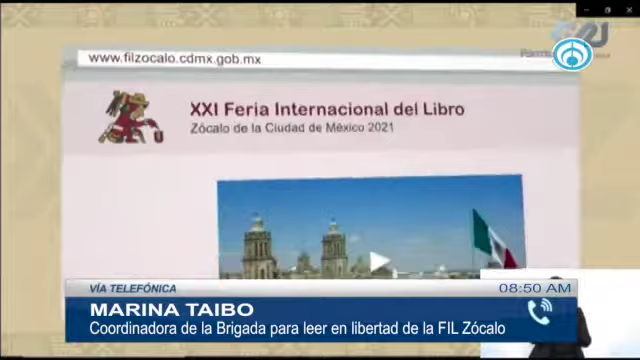 www.filzocalo.cdmx.gob.mx
XXI Feria Internacional del Libro
Zócalo de la Ciudad de México 2021
VÍA TELEFÓNICA
08:50 AM
MARINA TAIBO
Coordinadora de la Brigada para leer en libertad de la FIL Zócalo